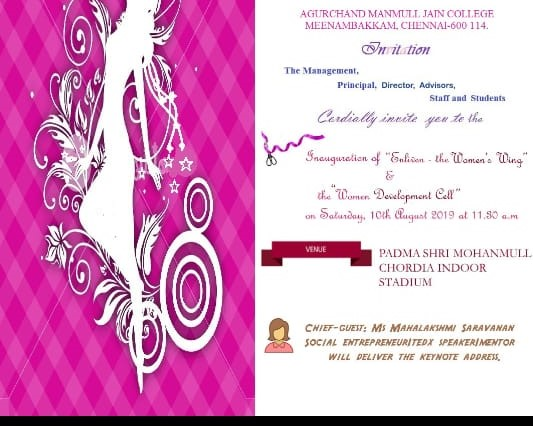 AGURCHAND MANMULL JAIN COLLEGE
MEENAMBAKKAM, CHENNAI-600 114.
Invitation
The Management,
Principal, Director, Advisors,
Staff and Students
Cordially invite you to the
Inauguration of "Enliven - the Women's Wing"
&
the "Women Development Cell"
on Saturday, 10th August 2019 at 11.30 a.m
VENUE
PADMA SHRI MOHANMULL
CHORDIA INDOOR
STADIUM
CHIEF-GUEST: MS MAHALAKSHMI SARAVANAN
SOCIAL ENTREPRENEUR|TEDX SPEAKER|MENTOR
WILL DELIVER THE KEYNOTE ADDRESS.